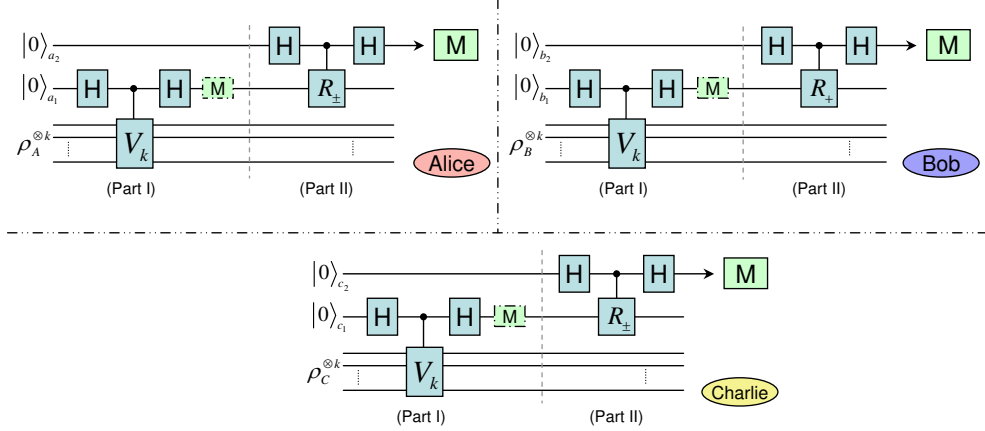 |0⟩a₂ H H M
|0⟩a₁ H H M R±
ρA⊗k Vk
(Part I) (Part II) Alice
|0⟩b₂ H H M
|0⟩b₁ H H M R+
ρB⊗k Vk
(Part I) (Part II) Bob
|0⟩c₂ H H M
|0⟩c₁ H H M R±
ρC⊗k Vk
(Part I) (Part II) Charlie